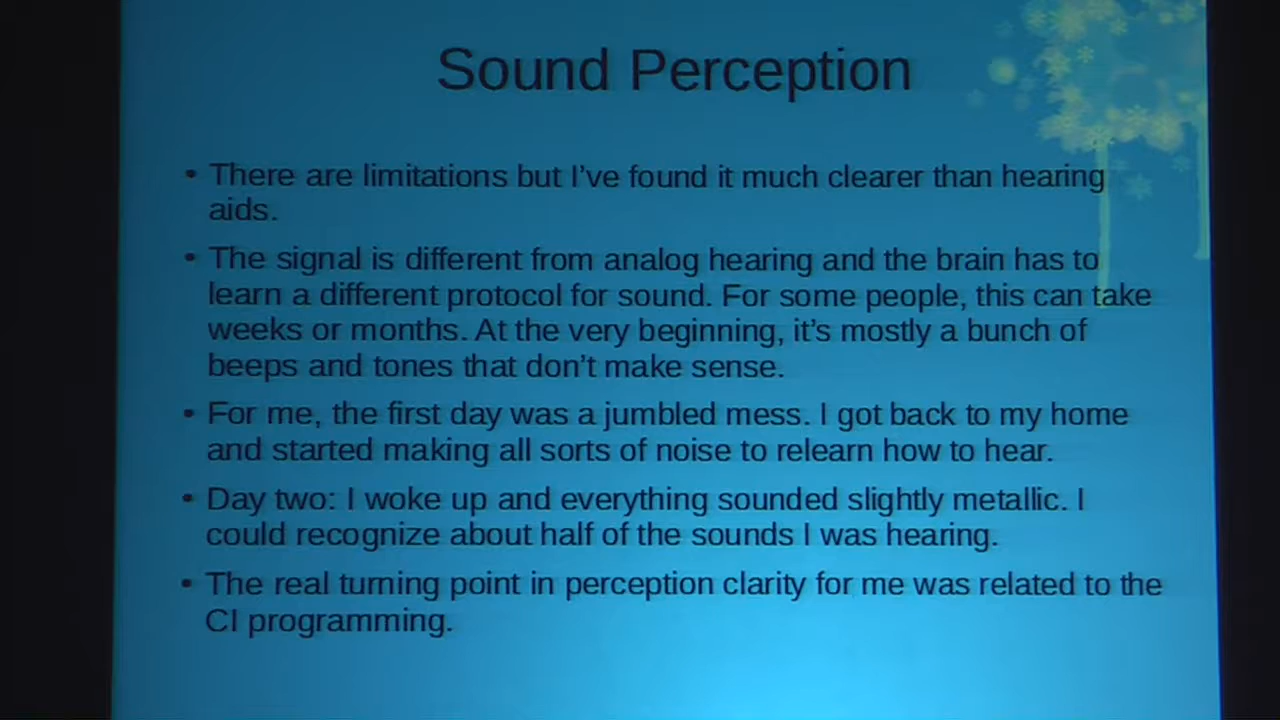 Sound Perception
• There are limitations but I’ve found it much clearer than hearing
aids.
• The signal is different from analog hearing and the brain has to
learn a different protocol for sound. For some people, this can take
weeks or months. At the very beginning, it’s mostly a bunch of
beeps and tones that don’t make sense.
• For me, the first day was a jumbled mess. I got back to my home
and started making all sorts of noise to relearn how to hear.
• Day two: I woke up and everything sounded slightly metallic. I
could recognize about half of the sounds I was hearing.
• The real turning point in perception clarity for me was related to the
CI programming.